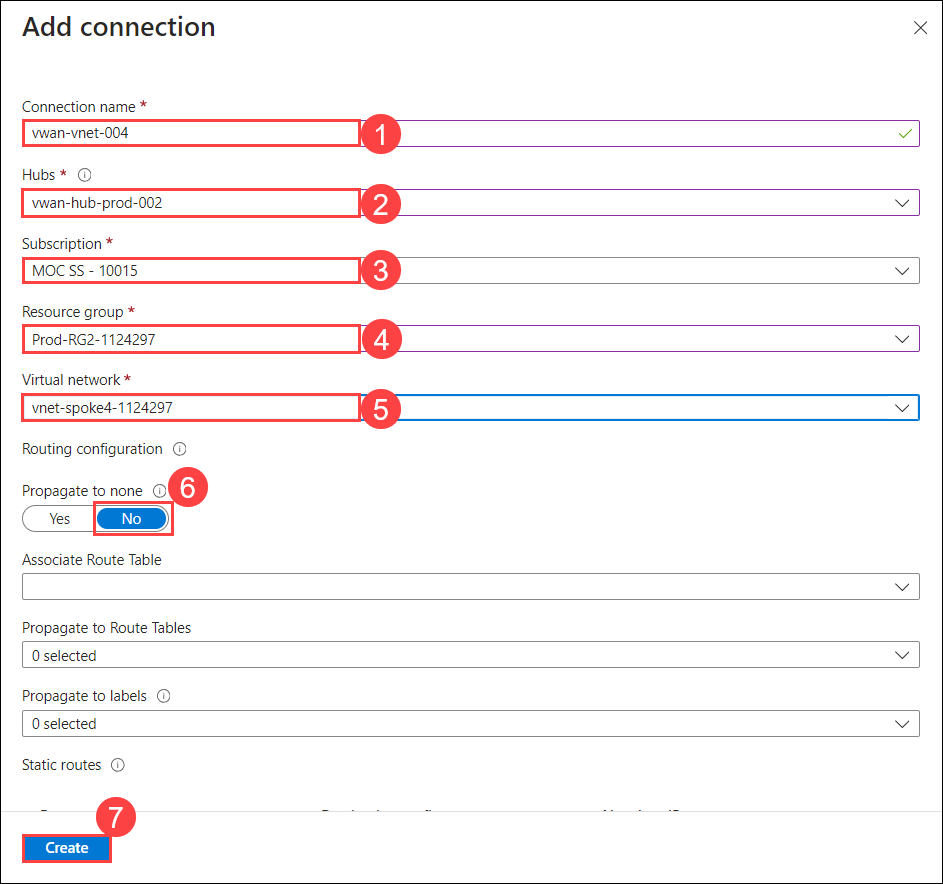 Add connection
Connection name *
vwan-vnet-004
1
Hubs *
vwan-hub-prod-002
2
Subscription *
MOC SS - 10015
3
Resource group *
Prod-RG2-1124297
4
Virtual network *
vnet-spoke4-1124297
5
Routing configuration
Propagate to none
6
Yes No
Associate Route Table
Propagate to Route Tables
0 selected
Propagate to labels
0 selected
Static routes
7
Create